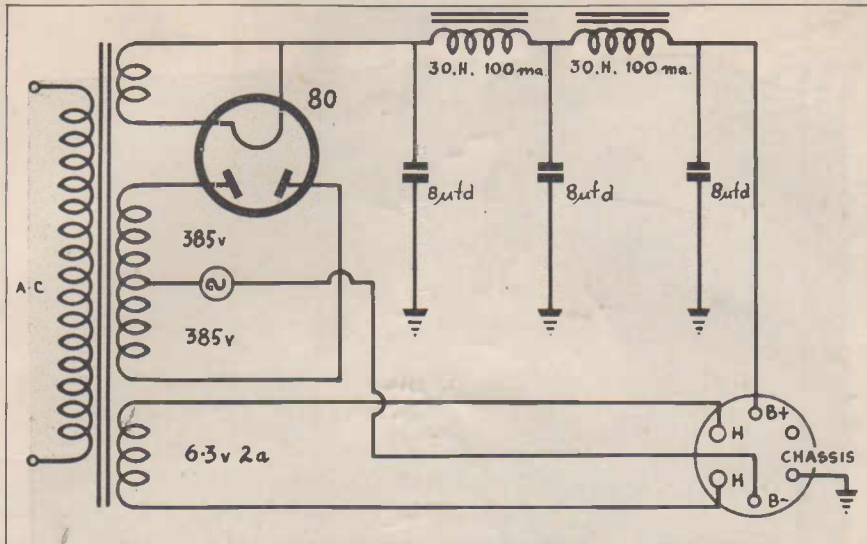 80
30.H. 100 ma.
30.H. 100 ma.
8µfd
8µfd
8µfd
385v
A-C
385v
B+
H
CHASSIS
6·3v 2a
H
B-